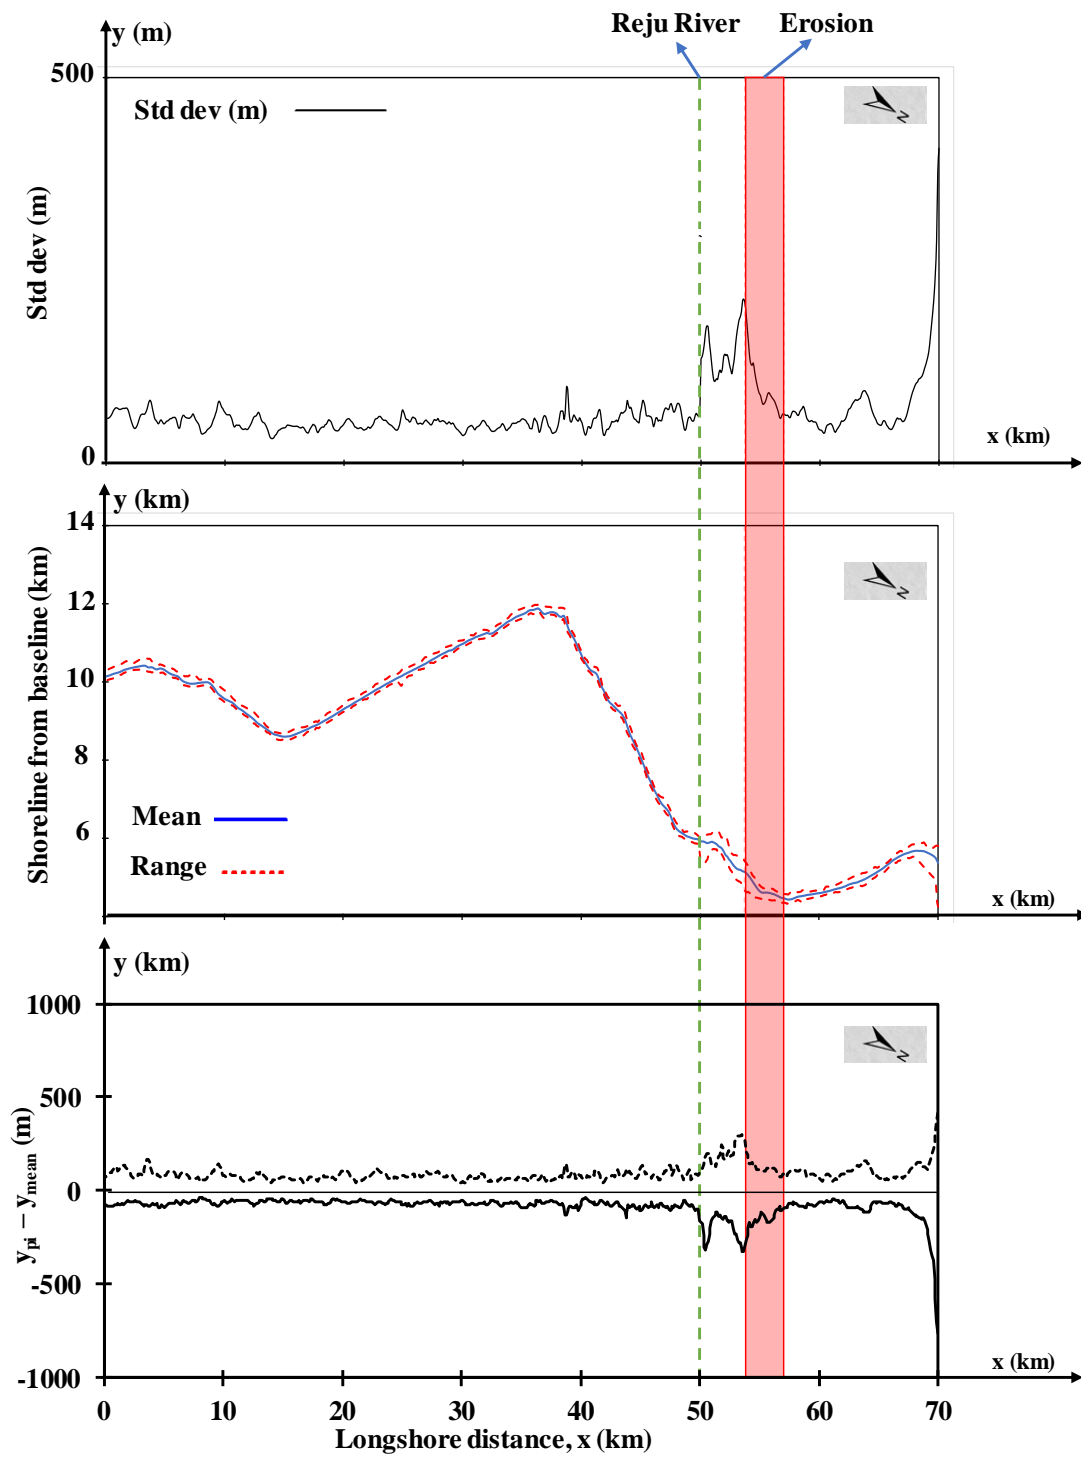 Reju River
Erosion
y (m)
500
Std dev (m)
N
Std dev (m)
0
x (km)
y (km)
14
12
10
8
6
Shoreline from baseline (km)
N
Mean
Range
x (km)
y (km)
1000
500
0
-500
-1000
ypi – ymean (m)
N
x (km)
0 10 20 30 40 50 60 70
Longshore distance, x (km)